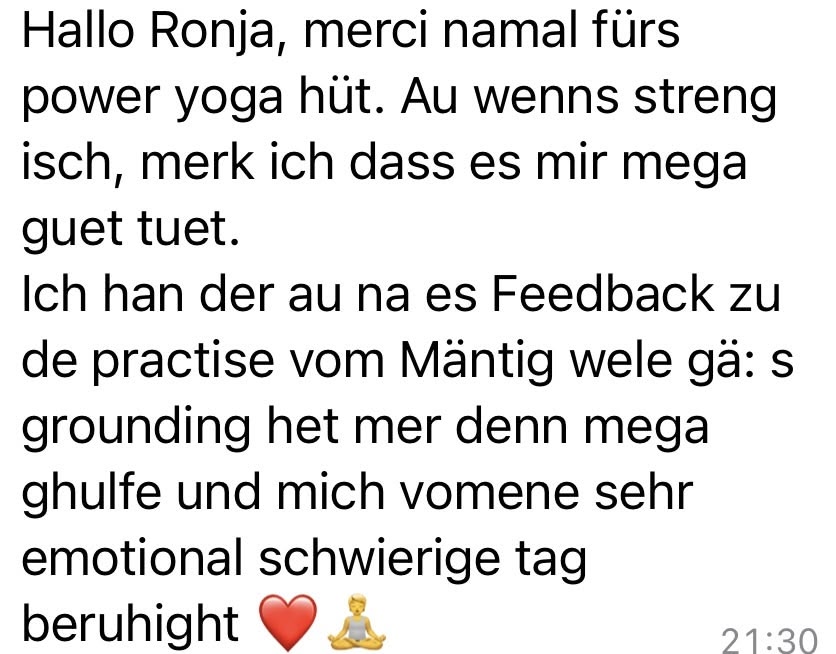 Hallo Ronja, merci namal fürs
power yoga hüt. Au wenns streng
isch, merk ich dass es mir mega
guet tuet.
Ich han der au na es Feedback zu
de practise vom Mäntig wele gä: s
grounding het mer denn mega
ghulfe und mich vomene sehr
emotional schwierige tag
beruhight ❤️🧘
21:30